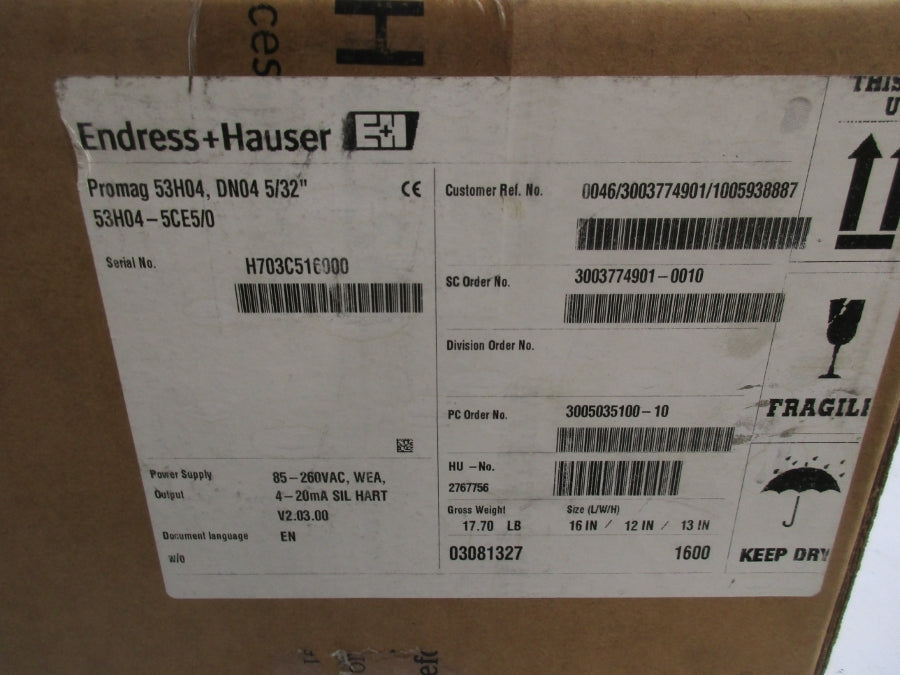 H
ces
Endress+Hauser E+H
Promag 53H04, DN04 5/32" CE
53H04-5CE5/0
Serial No. H703C516000
Power Supply 85-260VAC, WEA,
Output 4-20mA SIL HART
V2.03.00
Document language EN
W/O
Customer Ref. No. 0046/3003774901/1005938887
SC Order No. 3003774901-0010
Division Order No.
PC Order No. 3005035100-10
HU -No.
2767756
Gross Weight Size (L/W/H)
17.70 LB 16 IN / 12 IN / 13 IN
03081327 1600
THIS
U
FRAGILE
KEEP DRY